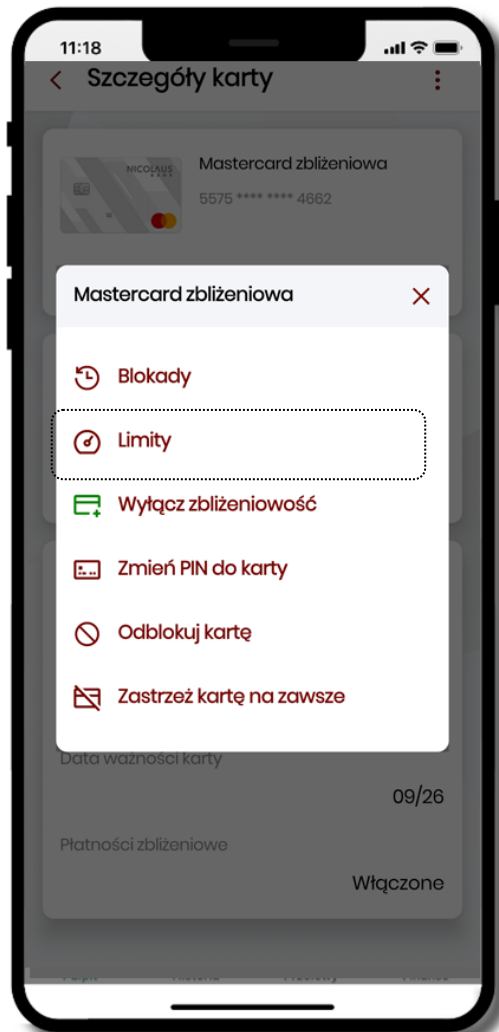 11:18
Szczegóły karty
NICOLAUS
BANK
Mastercard zbliżeniowa
5575 **** **** 4662
Mastercard zbliżeniowa
Blokady
Limity
Wyłącz zbliżeniowość
Zmień PIN do karty
Odblokuj kartę
Zastrzeż kartę na zawsze
Data ważności karty
09/26
Płatności zbliżeniowe
Włączone